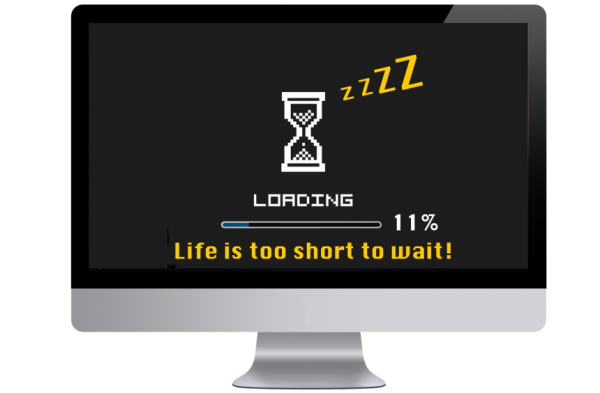 zzZZ
LOADING
11%
Life is too short to wait!